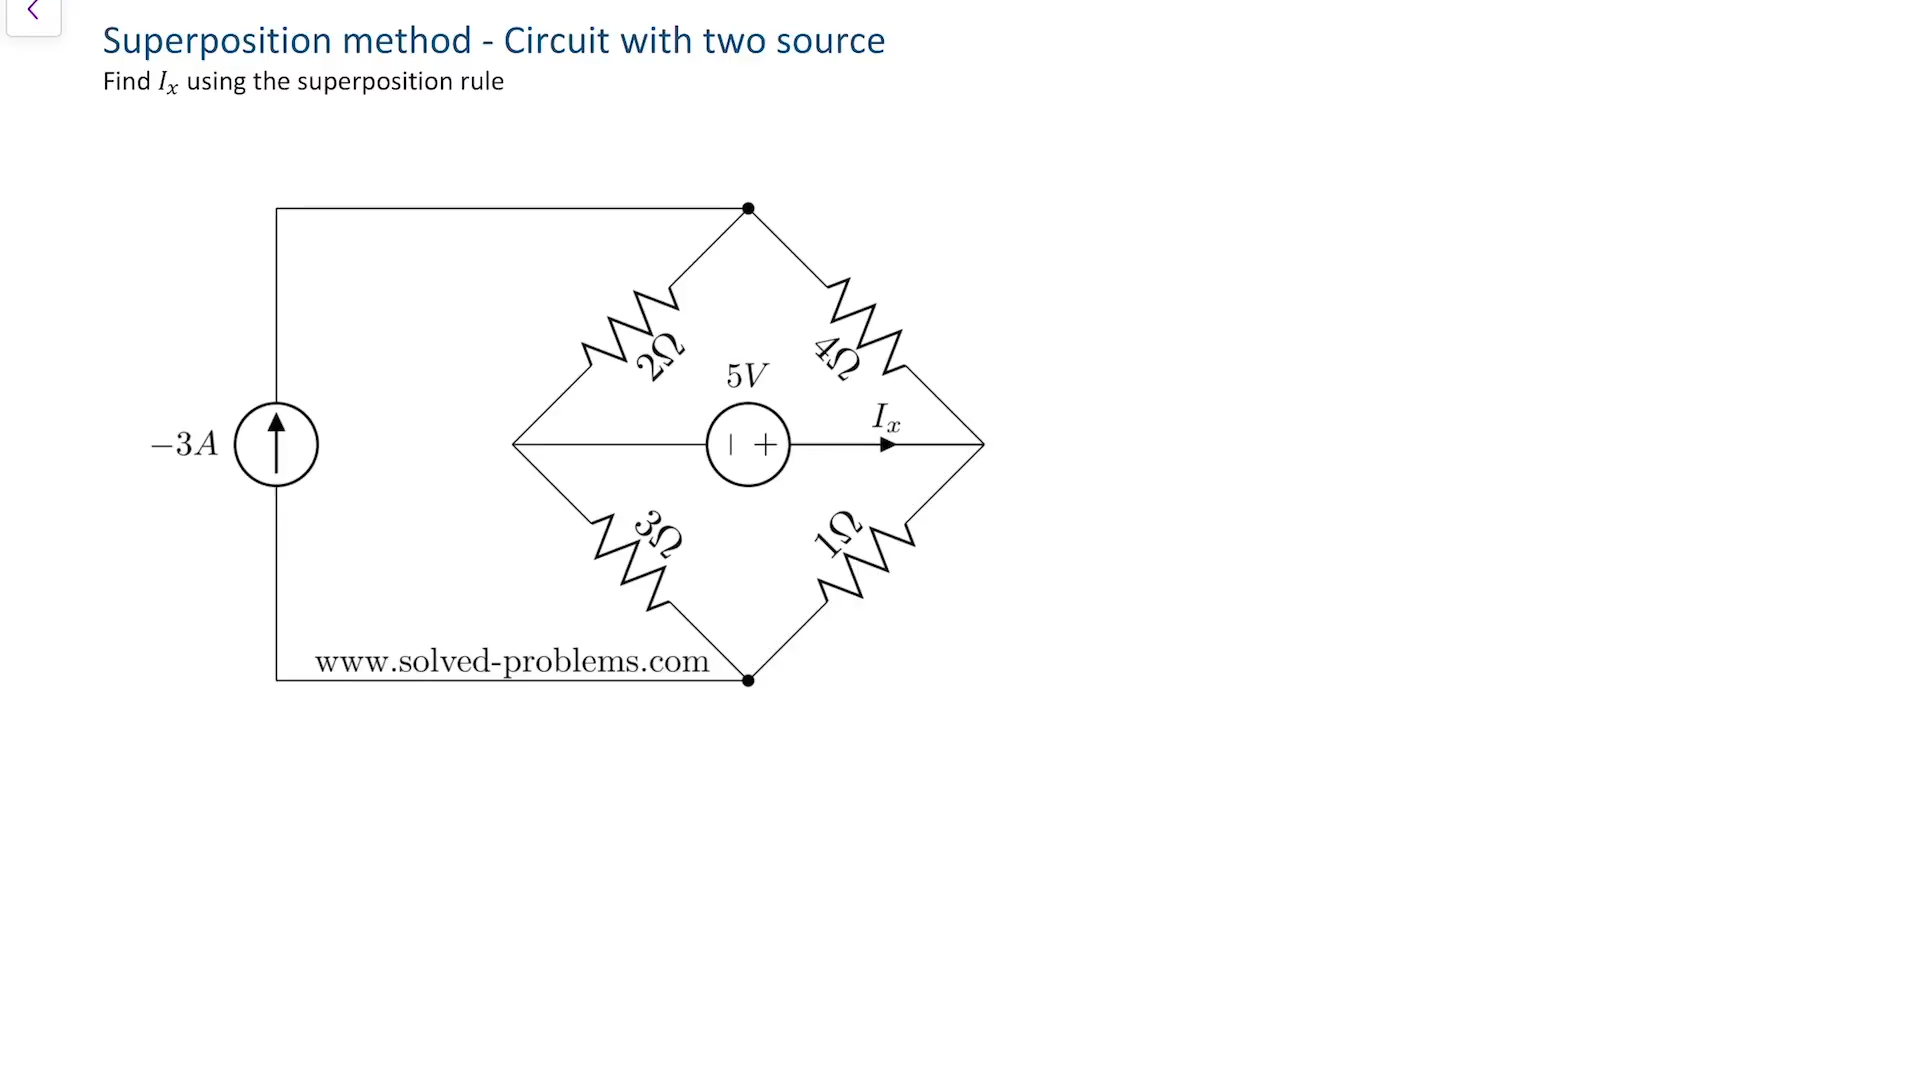 Superposition method - Circuit with two source
Find Iₓ using the superposition rule
2Ω
4Ω
5V
Iₓ
−3A
− +
3Ω
1Ω
www.solved-problems.com